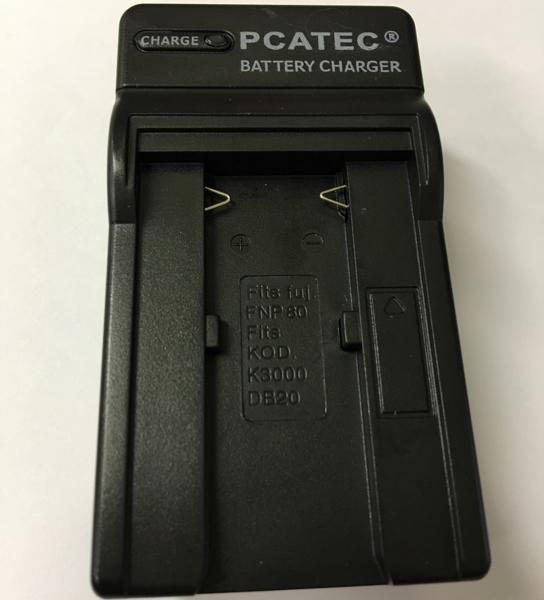 CHARGE
PCATEC®
BATTERY CHARGER
+ −
Fits fuj.
FNP 80
Fits
KOD.
K3000
DB20